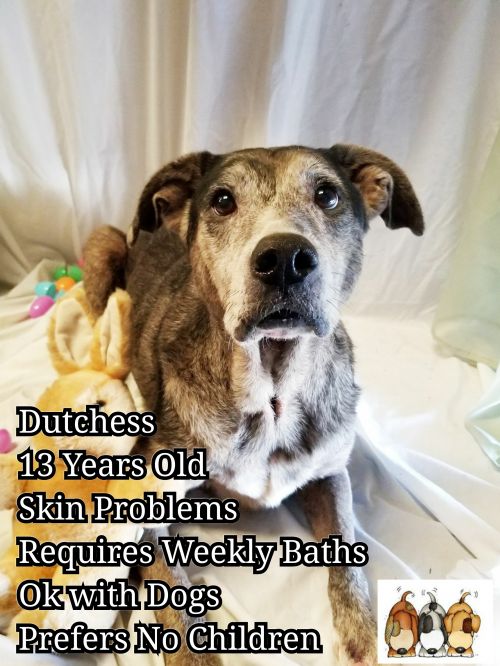 Dutchess
13 Years Old
Skin Problems
Requires Weekly Baths
Ok with Dogs
Prefers No Children